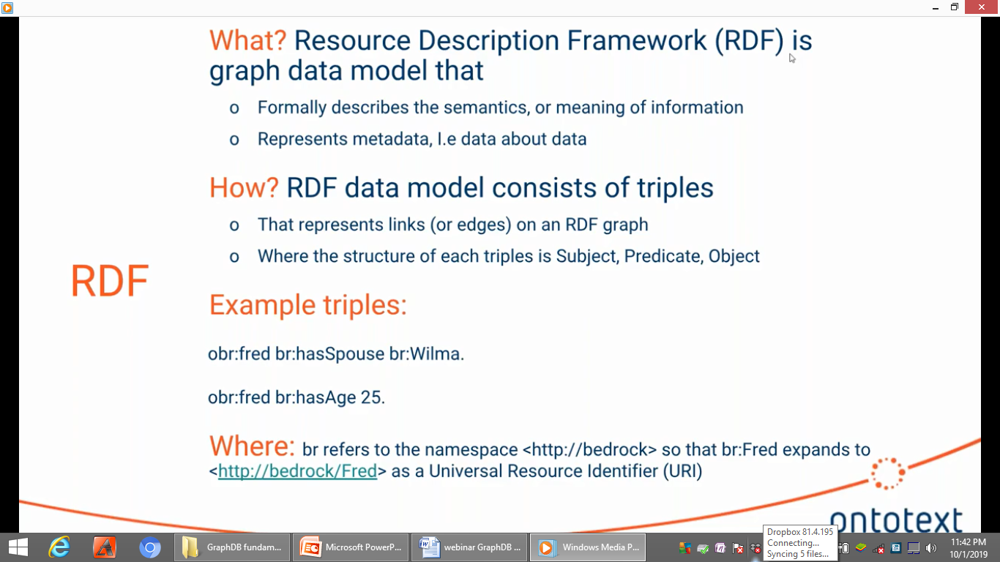 What? Resource Description Framework (RDF) is
graph data model that
o Formally describes the semantics, or meaning of information
o Represents metadata, I.e data about data
How? RDF data model consists of triples
o That represents links (or edges) on an RDF graph
o Where the structure of each triples is Subject, Predicate, Object
RDF
Example triples:
obr:fred br:hasSpouse br:Wilma.
obr:fred br:hasAge 25.
Where: br refers to the namespace <http://bedrock> so that br:Fred expands to
<http://bedrock/Fred> as a Universal Resource Identifier (URI)
ontotext
Dropbox 81.4.195
Connecting...
Syncing 5 files...
GraphDB fundam...
Microsoft PowerP...
webinar GraphDB ...
Windows Media P...
11:42 PM
10/1/2019